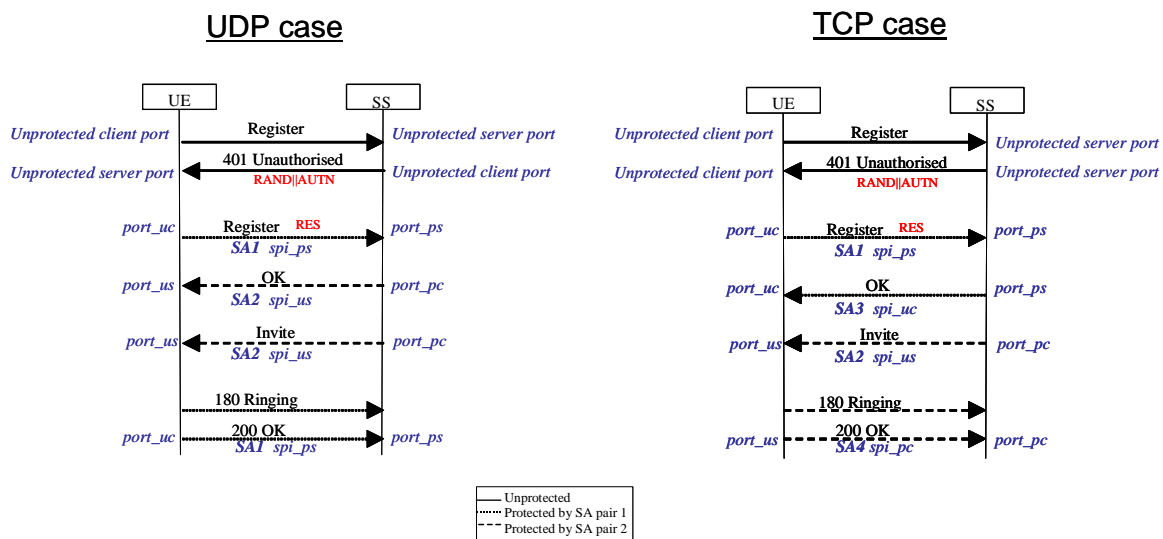 UDP case
UE
SS
Unprotected client port
Register
Unprotected server port
Unprotected server port
401 Unauthorised
RAND||AUTN
Unprotected client port
port_uc
Register RES
port_ps
SA1 spi_ps
port_us
OK
port_pc
SA2 spi_us
port_us
Invite
port_pc
SA2 spi_us
180 Ringing
port_uc
200 OK
port_ps
SA1 spi_ps
TCP case
UE
SS
Unprotected client port
Register
Unprotected server port
Unprotected client port
401 Unauthorised
RAND||AUTN
Unprotected server port
port_uc
Register RES
port_ps
SA1 spi_ps
port_uc
OK
port_ps
SA3 spi_uc
port_us
Invite
port_pc
SA2 spi_us
180 Ringing
port_us
200 OK
port_pc
SA4 spi_pc
Unprotected
Protected by SA pair 1
Protected by SA pair 2